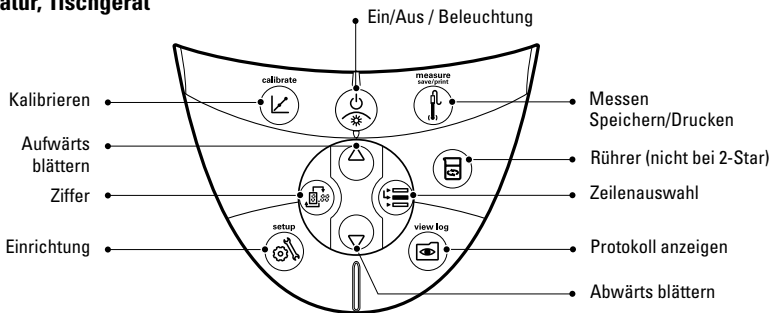 Tischgerät
Ein/Aus / Beleuchtung
calibrate
measure
save/print
Kalibrieren
Messen
Speichern/Drucken
Aufwärts
blättern
Rührer (nicht bei 2-Star)
Ziffer
Zeilenauswahl
setup
view log
Einrichtung
Protokoll anzeigen
Abwärts blättern